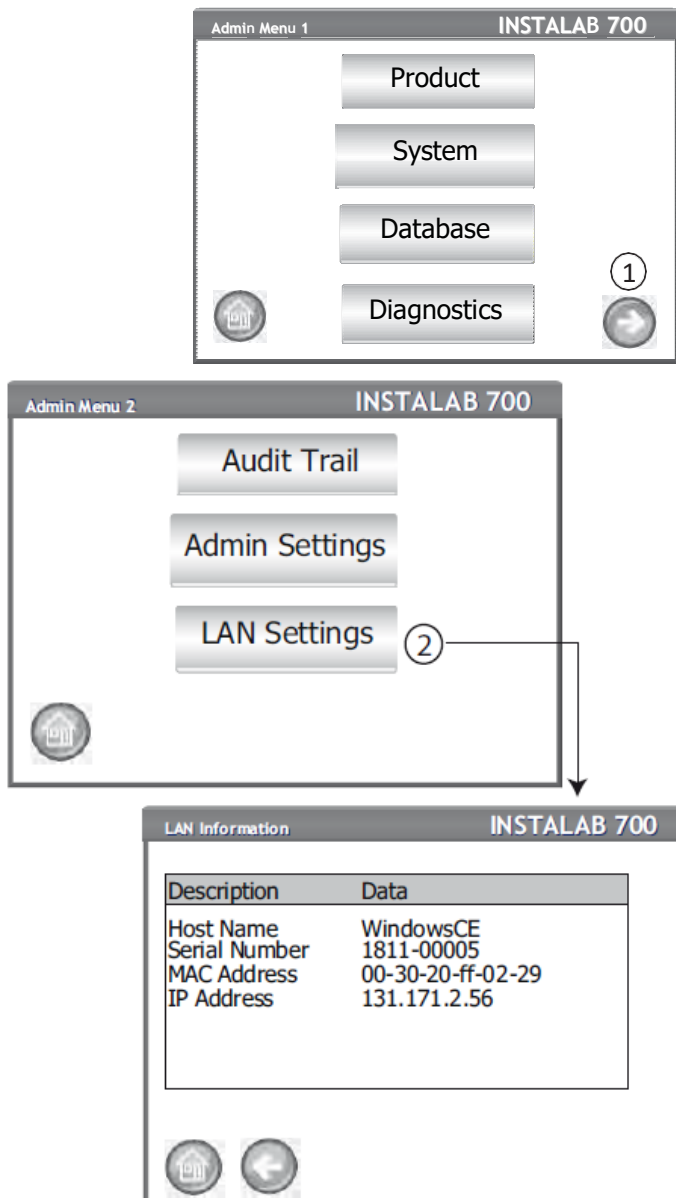 Admin Menu 1 INSTALAB 700
Product
System
Database
1
Diagnostics
Admin Menu 2 INSTALAB 700
Audit Trail
Admin Settings
LAN Settings 2
LAN Information INSTALAB 700
Description Data
Host Name WindowsCE
Serial Number 1811-00005
MAC Address 00-30-20-ff-02-29
IP Address 131.171.2.56